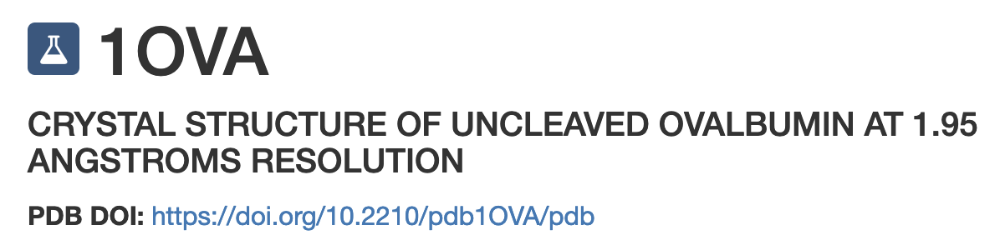 1OVA
CRYSTAL STRUCTURE OF UNCLEAVED OVALBUMIN AT 1.95
ANGSTROMS RESOLUTION
PDB DOI: https://doi.org/10.2210/pdb1OVA/pdb